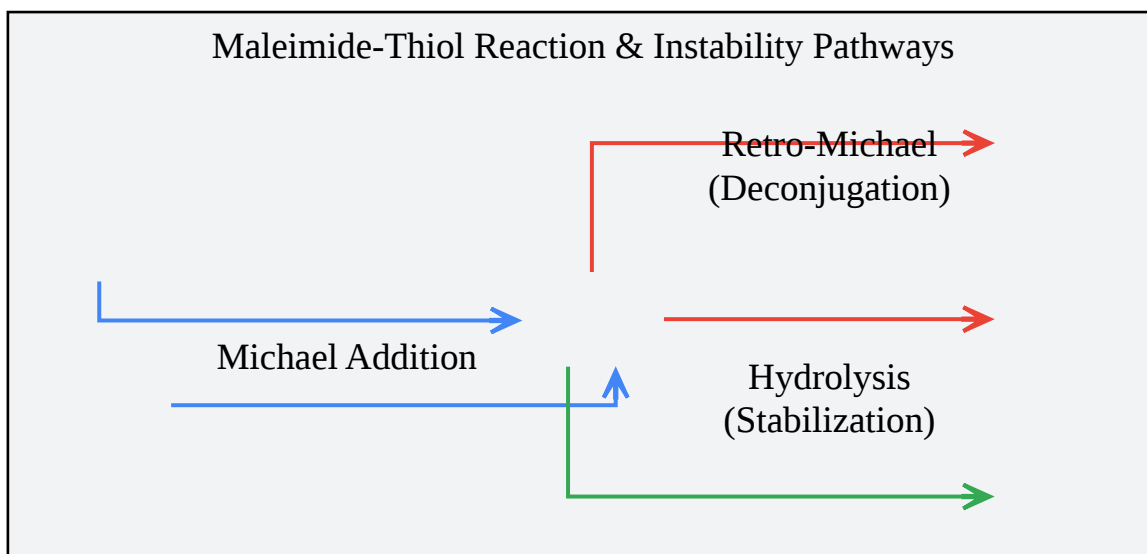 Maleimide-Thiol Reaction & Instability Pathways
Retro-Michael
(Deconjugation)
Michael Addition
Hydrolysis
(Stabilization)